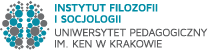 INSTYTUT FILOZOFII
I SOCJOLOGII
UNIWERSYTET PEDAGOGICZNY
IM. KEN W KRAKOWIE